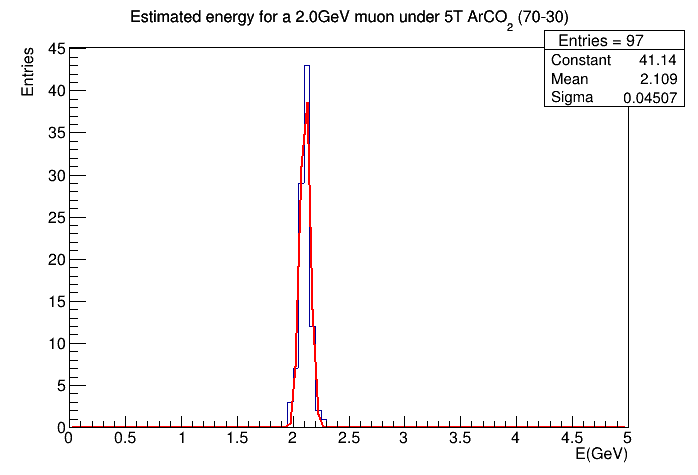 Estimated energy for a 2.0GeV muon under 5T ArCO2 (70-30)
Entries = 97
Constant 41.14
Mean 2.109
Sigma 0.04507
Entries
45
40
35
30
25
20
15
10
5
0
0 0.5 1 1.5 2 2.5 3 3.5 4 4.5 5
E(GeV)